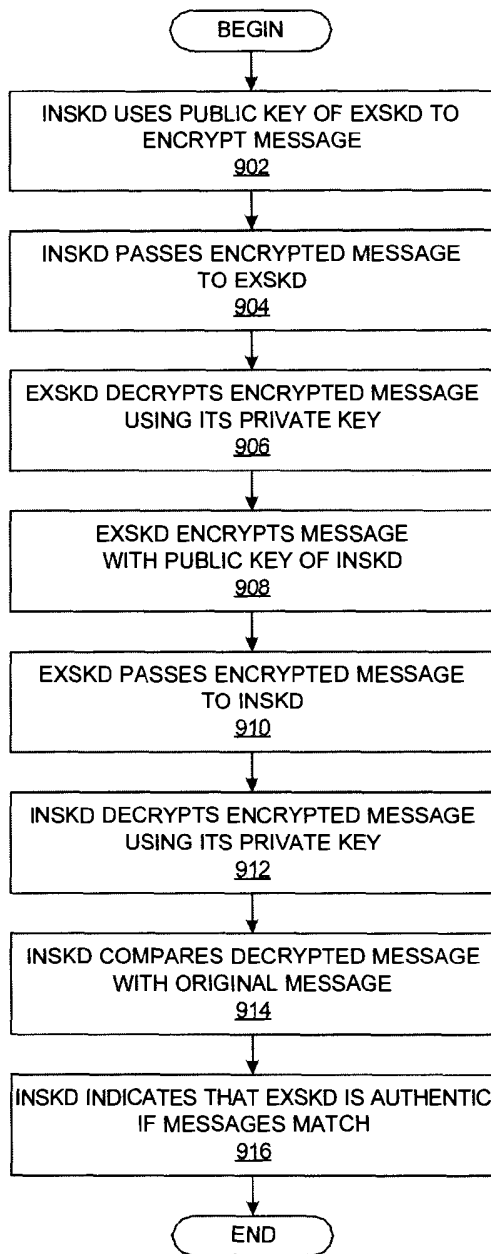 BEGIN
INSKD USES PUBLIC KEY OF EXSKD TO
ENCRYPT MESSAGE
902
INSKD PASSES ENCRYPTED MESSAGE
TO EXSKD
904
EXSKD DECRYPTS ENCRYPTED MESSAGE
USING ITS PRIVATE KEY
906
EXSKD ENCRYPTS MESSAGE
WITH PUBLIC KEY OF INSKD
908
EXSKD PASSES ENCRYPTED MESSAGE
TO INSKD
910
INSKD DECRYPTS ENCRYPTED MESSAGE
USING ITS PRIVATE KEY
912
INSKD COMPARES DECRYPTED MESSAGE
WITH ORIGINAL MESSAGE
914
INSKD INDICATES THAT EXSKD IS AUTHENTIC
IF MESSAGES MATCH
916
END